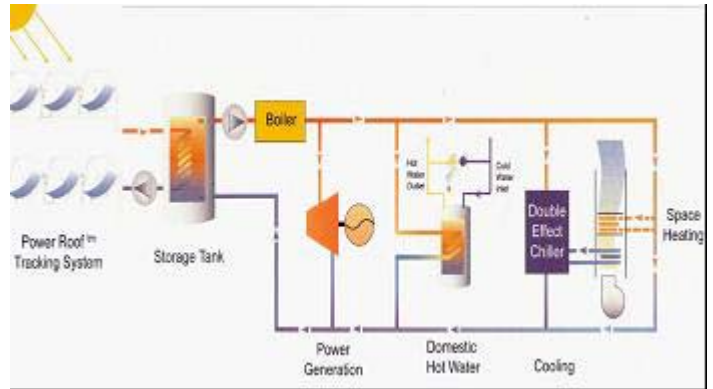 Boiler
Hot
Water
Outlet
Cold
Water
Inlet
Double
Effect
Chiller
Space
Heating
Power Roof™
Tracking System
Storage Tank
Power
Generation
Domestic
Hot Water
Cooling